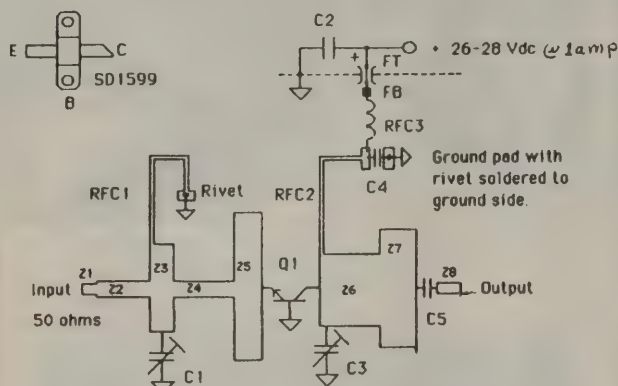 C2
E
C
SD1599
B
+
FT
• 26-28 Vdc @ 1amp
FB
RFC3
RFC1
Rivet
RFC2
C4
Ground pad with
rivet soldered to
ground side.
Z1
Z2
Z3
Z4
Z5
Q1
Z6
Z7
Z8
Input
50 ohms
Output
C5
C1
C3